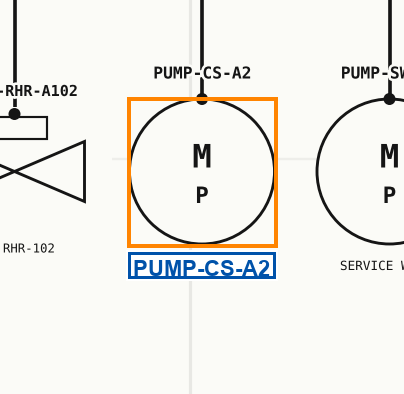 PUMP-CS-A2
PUMP-SW
-RHR-A102
M
P
M
P
RHR-102
PUMP-CS-A2
SERVICE W